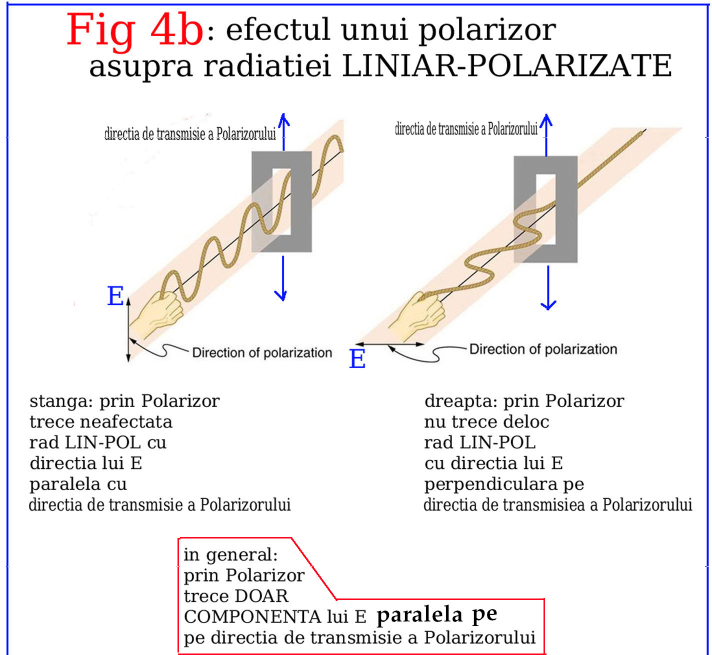 Fig 4b: efectul unui polarizor
asupra radiatiei LINIAR-POLARIZATE
directia de transmisie a Polarizorului
directia de transmisie a Polarizorului
E
Direction of polarization
E
Direction of polarization
stanga: prin Polarizor
trece neafectata
rad LIN-POL cu
directia lui E
paralela cu
directia de transmisie a Polarizorului
dreapta: prin Polarizor
nu trece deloc
rad LIN-POL
cu directia lui E
perpendiculara pe
directia de transmisiea a Polarizorului
in general:
prin Polarizor
trece DOAR
COMPONENTA lui E paralela pe
pe directia de transmisie a Polarizorului